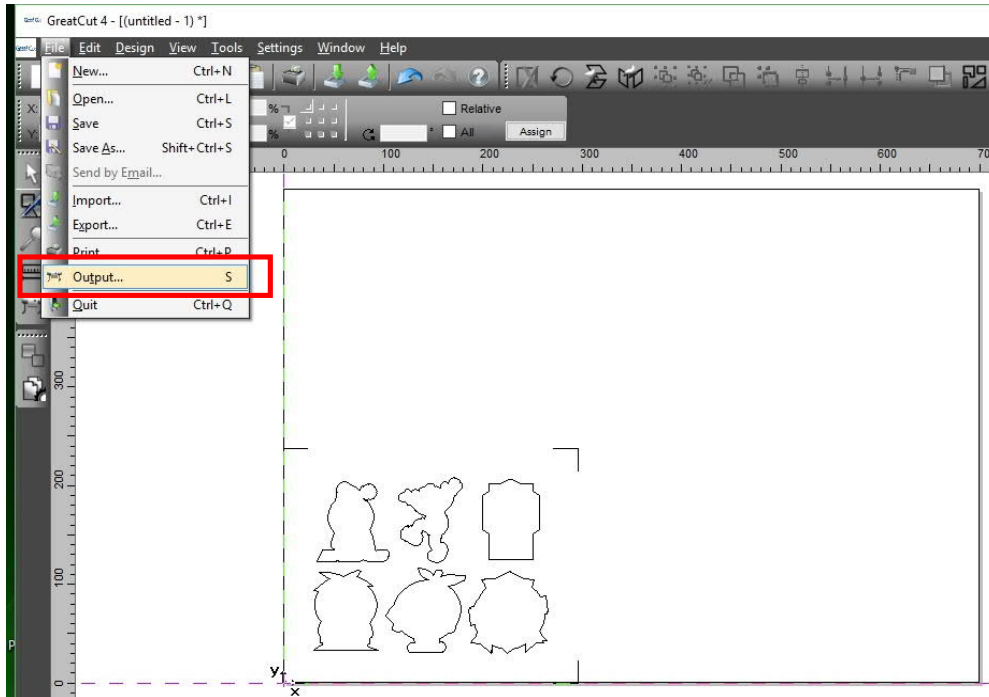 GreatCut 4 - [(untitled - 1) *]
File Edit Design View Tools Settings Window Help
New... Ctrl+N
Open... Ctrl+L
Save Ctrl+S
Save As... Shift+Ctrl+S
Send by Email...
Import... Ctrl+I
Export... Ctrl+E
Print Ctrl+P
Output... S
Quit Ctrl+Q
X: % Relative
Y: % ° All Assign
0 100 200 300 400 500 600 70
300
200
100
0
y
x
P